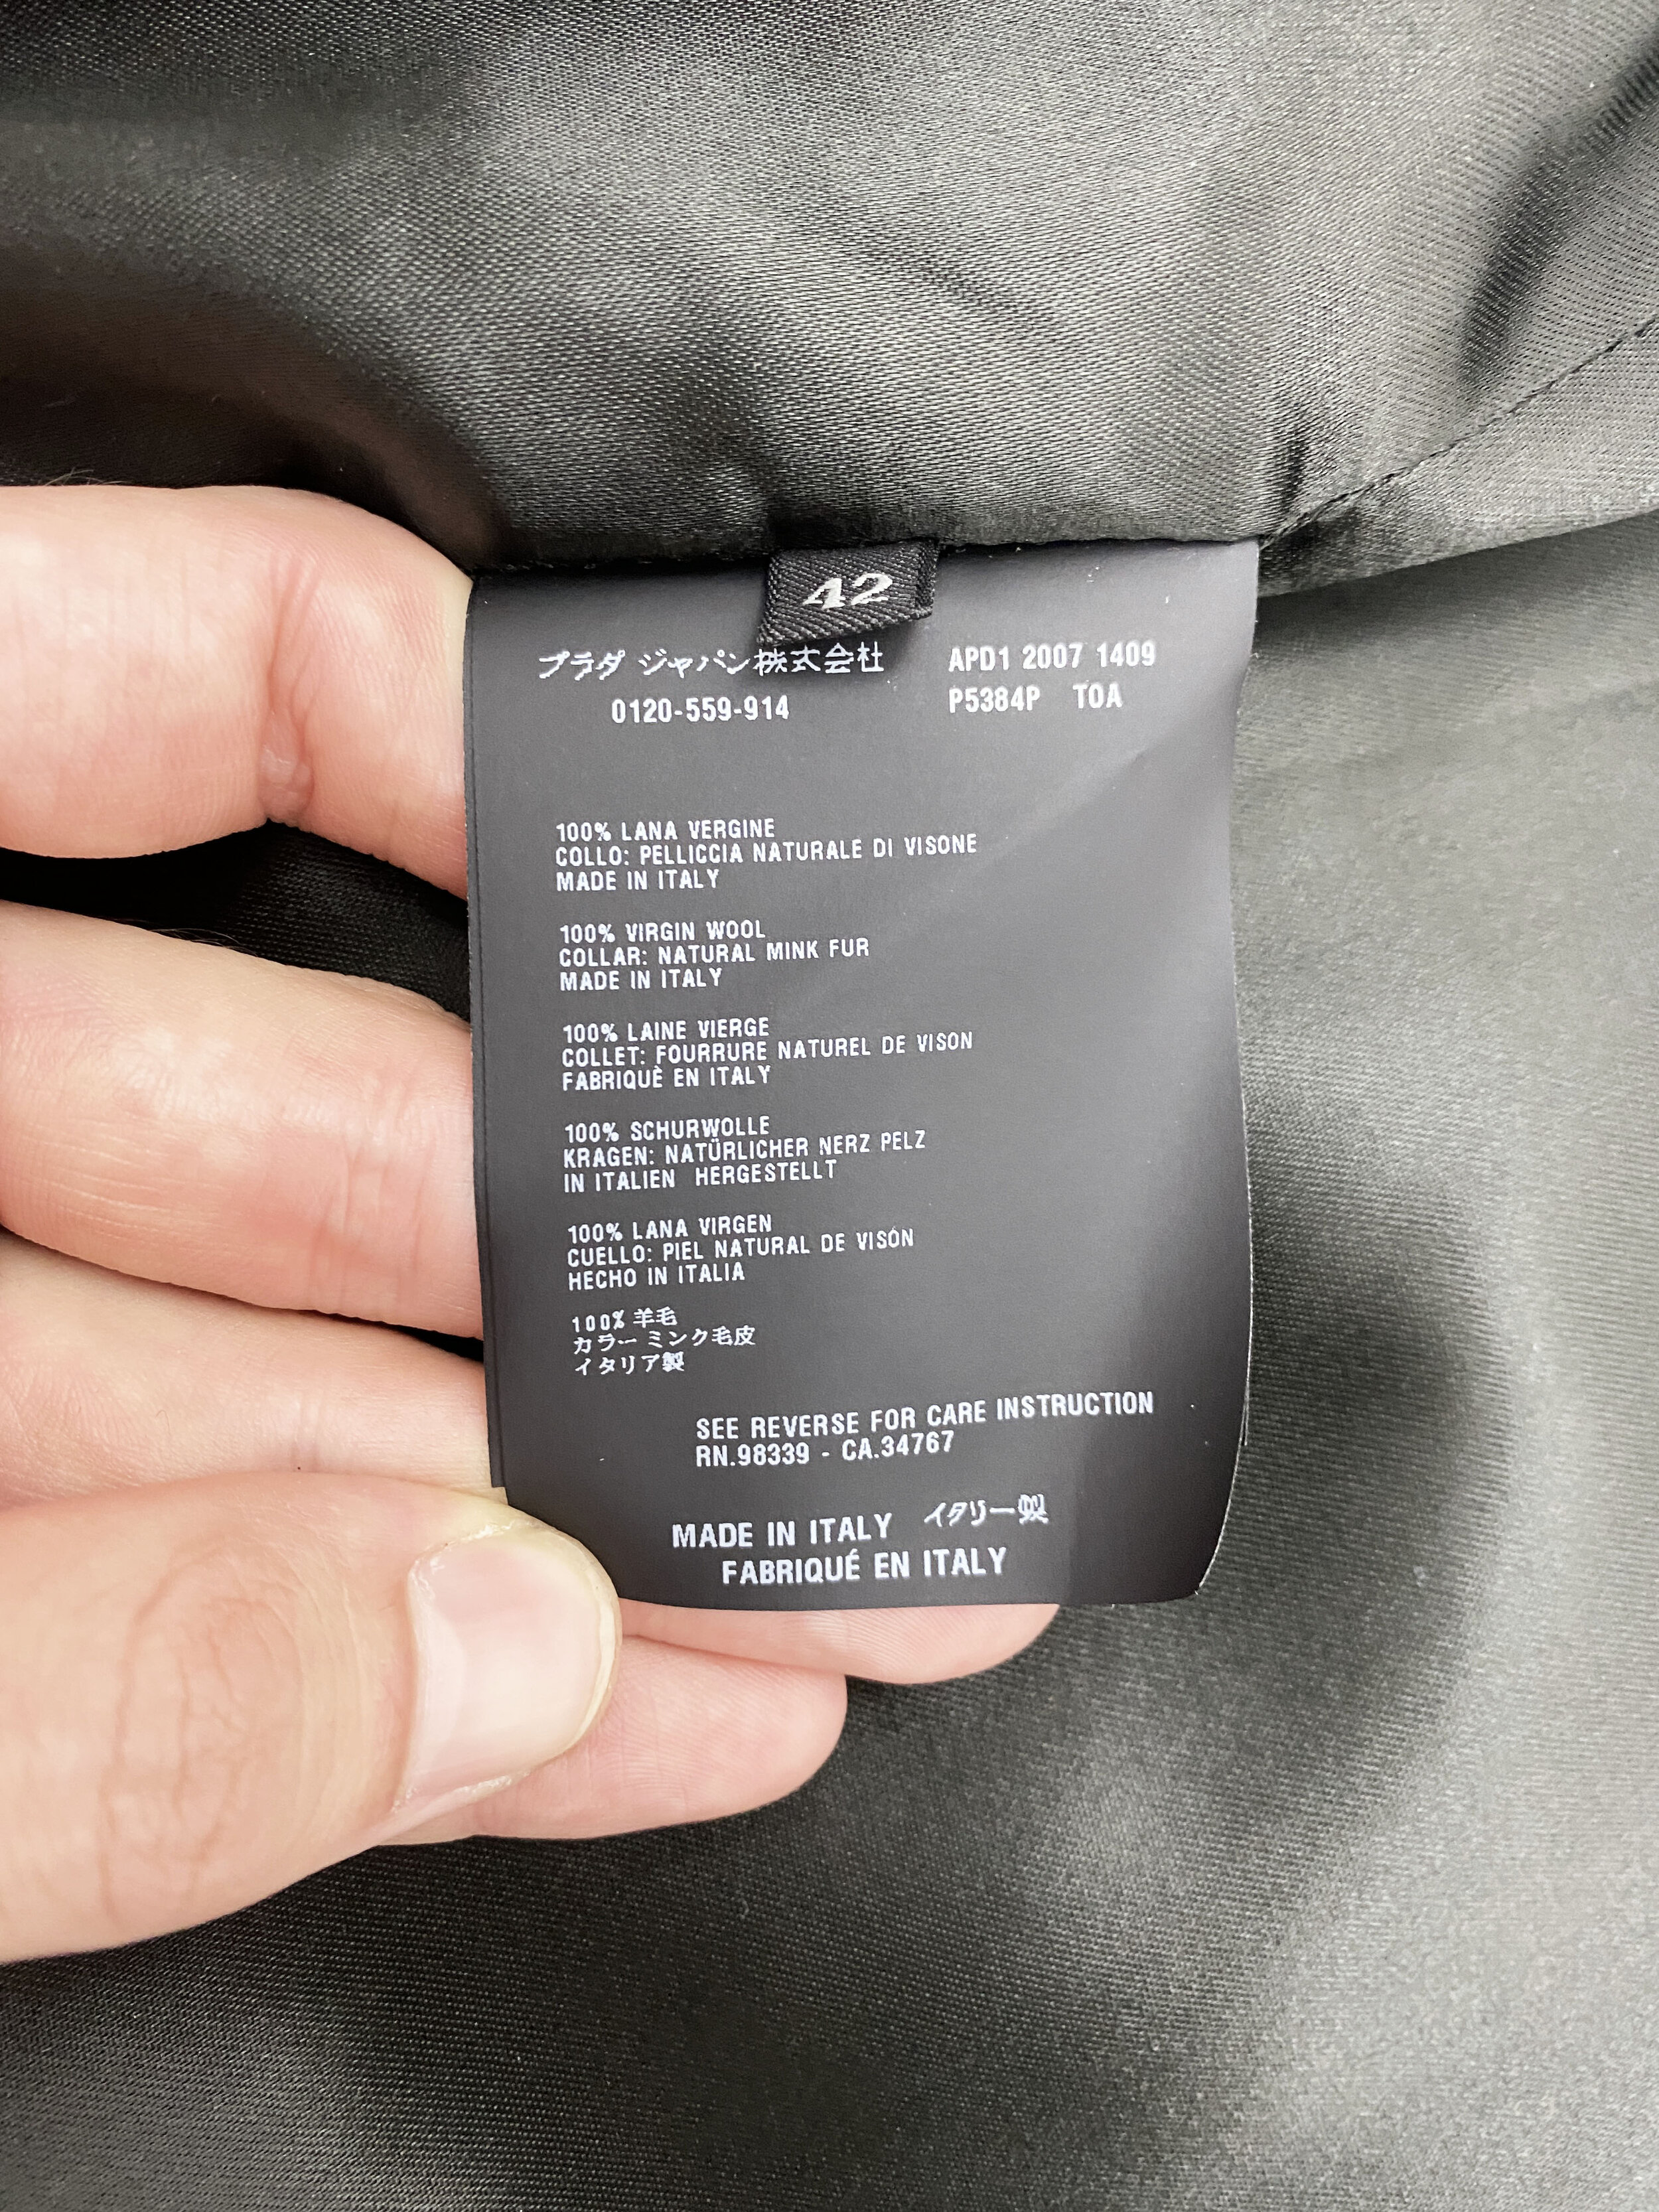 42
プラダ ジャパン株式会社
0120-559-914
APD1 2007 1409
P5384P TOA
100% LANA VERGINE
COLLO: PELLICCIA NATURALE DI VISONE
MADE IN ITALY
100% VIRGIN WOOL
COLLAR: NATURAL MINK FUR
MADE IN ITALY
100% LAINE VIERGE
COLLET: FOURRURE NATUREL DE VISON
FABRIQUÈ EN ITALY
100% SCHURWOLLE
KRAGEN: NATÜRLICHER NERZ PELZ
IN ITALIEN HERGESTELLT
100% LANA VIRGEN
CUELLO: PIEL NATURAL DE VISÓN
HECHO IN ITALIA
100% 羊毛
カラー ミンク毛皮
イタリア製
SEE REVERSE FOR CARE INSTRUCTION
RN.98339 - CA.34767
MADE IN ITALY イタリー製
FABRIQUÉ EN ITALY